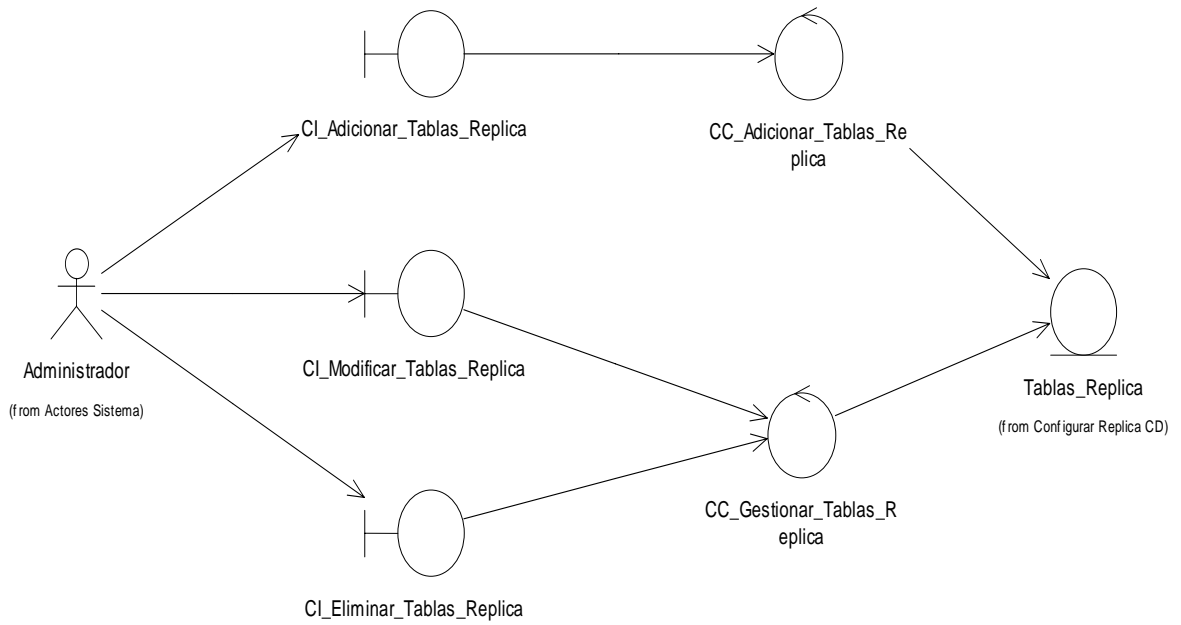 CI_Adicionar_Tablas_Replica
CC_Adicionar_Tablas_Re
plica
Administrador
(from Actores Sistema)
CI_Modificar_Tablas_Replica
Tablas_Replica
(from Configurar Replica CD)
CC_Gestionar_Tablas_R
eplica
CI_Eliminar_Tablas_Replica